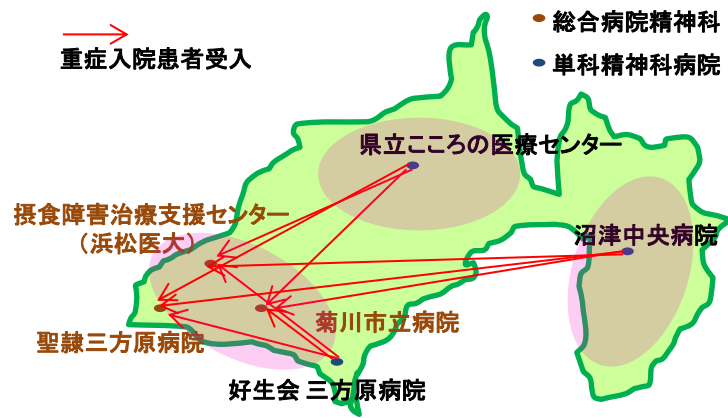 総合病院精神科
重症入院患者受入
単科精神科病院
県立こころの医療センター
摂食障害治療支援センター
（浜松医大）
沼津中央病院
菊川市立病院
聖隷三方原病院
好生会 三方原病院